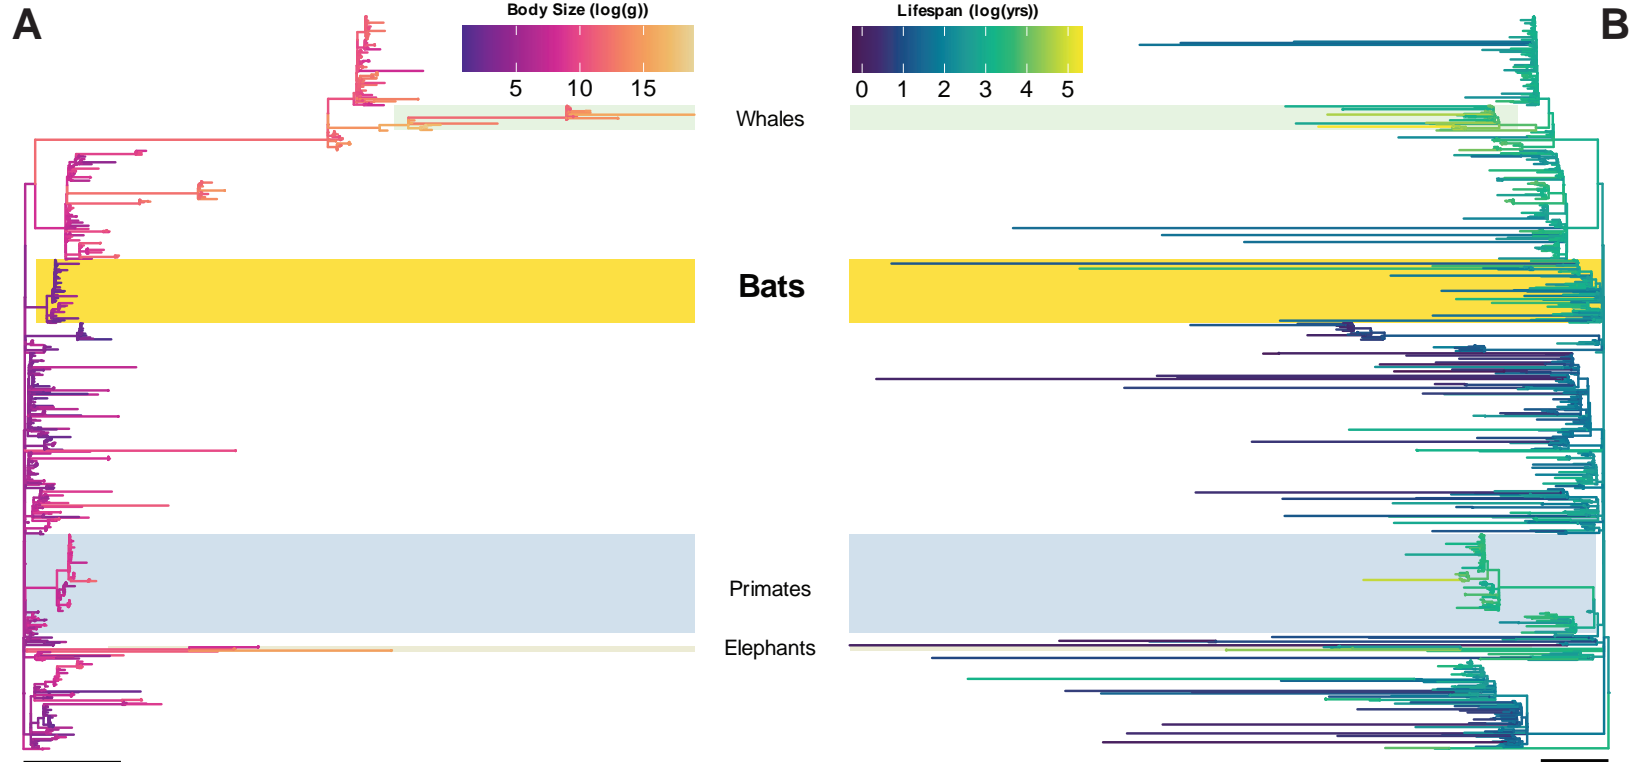 A
Body Size (log(g))
5 10 15
Lifespan (log(yrs))
0 1 2 3 4 5
B
Whales
Bats
Primates
Elephants